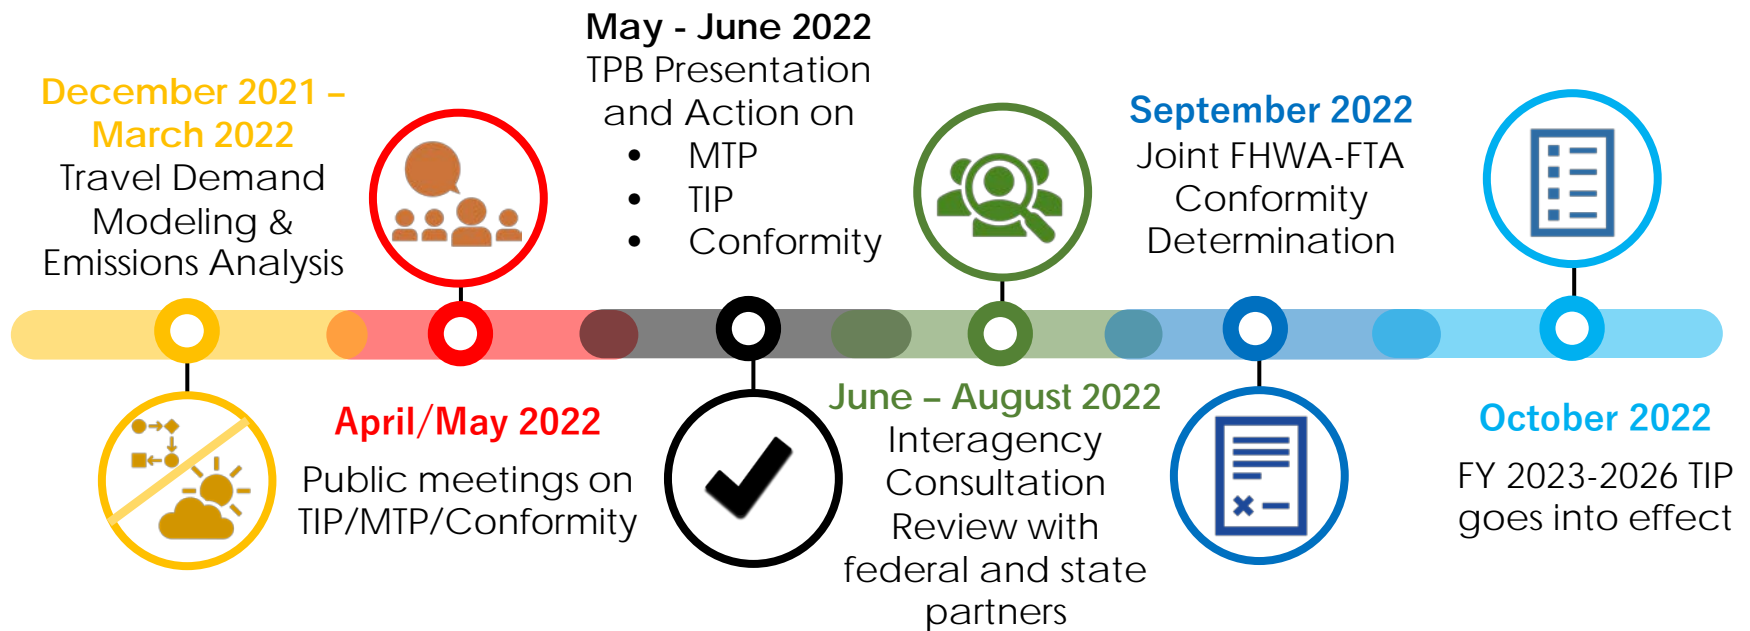 December 2021 –
March 2022
Travel Demand
Modeling &
Emissions Analysis
April/May 2022
Public meetings on
TIP/MTP/Conformity
May - June 2022
TPB Presentation
and Action on
• MTP
• TIP
• Conformity
June – August 2022
Interagency
Consultation
Review with
federal and state
partners
September 2022
Joint FHWA-FTA
Conformity
Determination
October 2022
FY 2023-2026 TIP
goes into effect